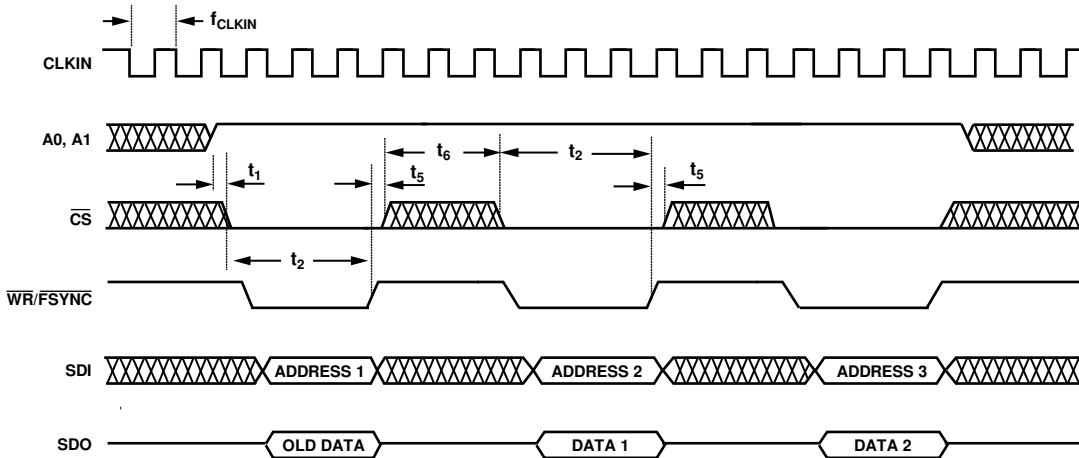 f_CLKIN
CLKIN
A0, A1
t6
t2
t1
t5
t5
CS
t2
WR/FSYNC
SDI
ADDRESS 1
ADDRESS 2
ADDRESS 3
SDO
OLD DATA
DATA 1
DATA 2